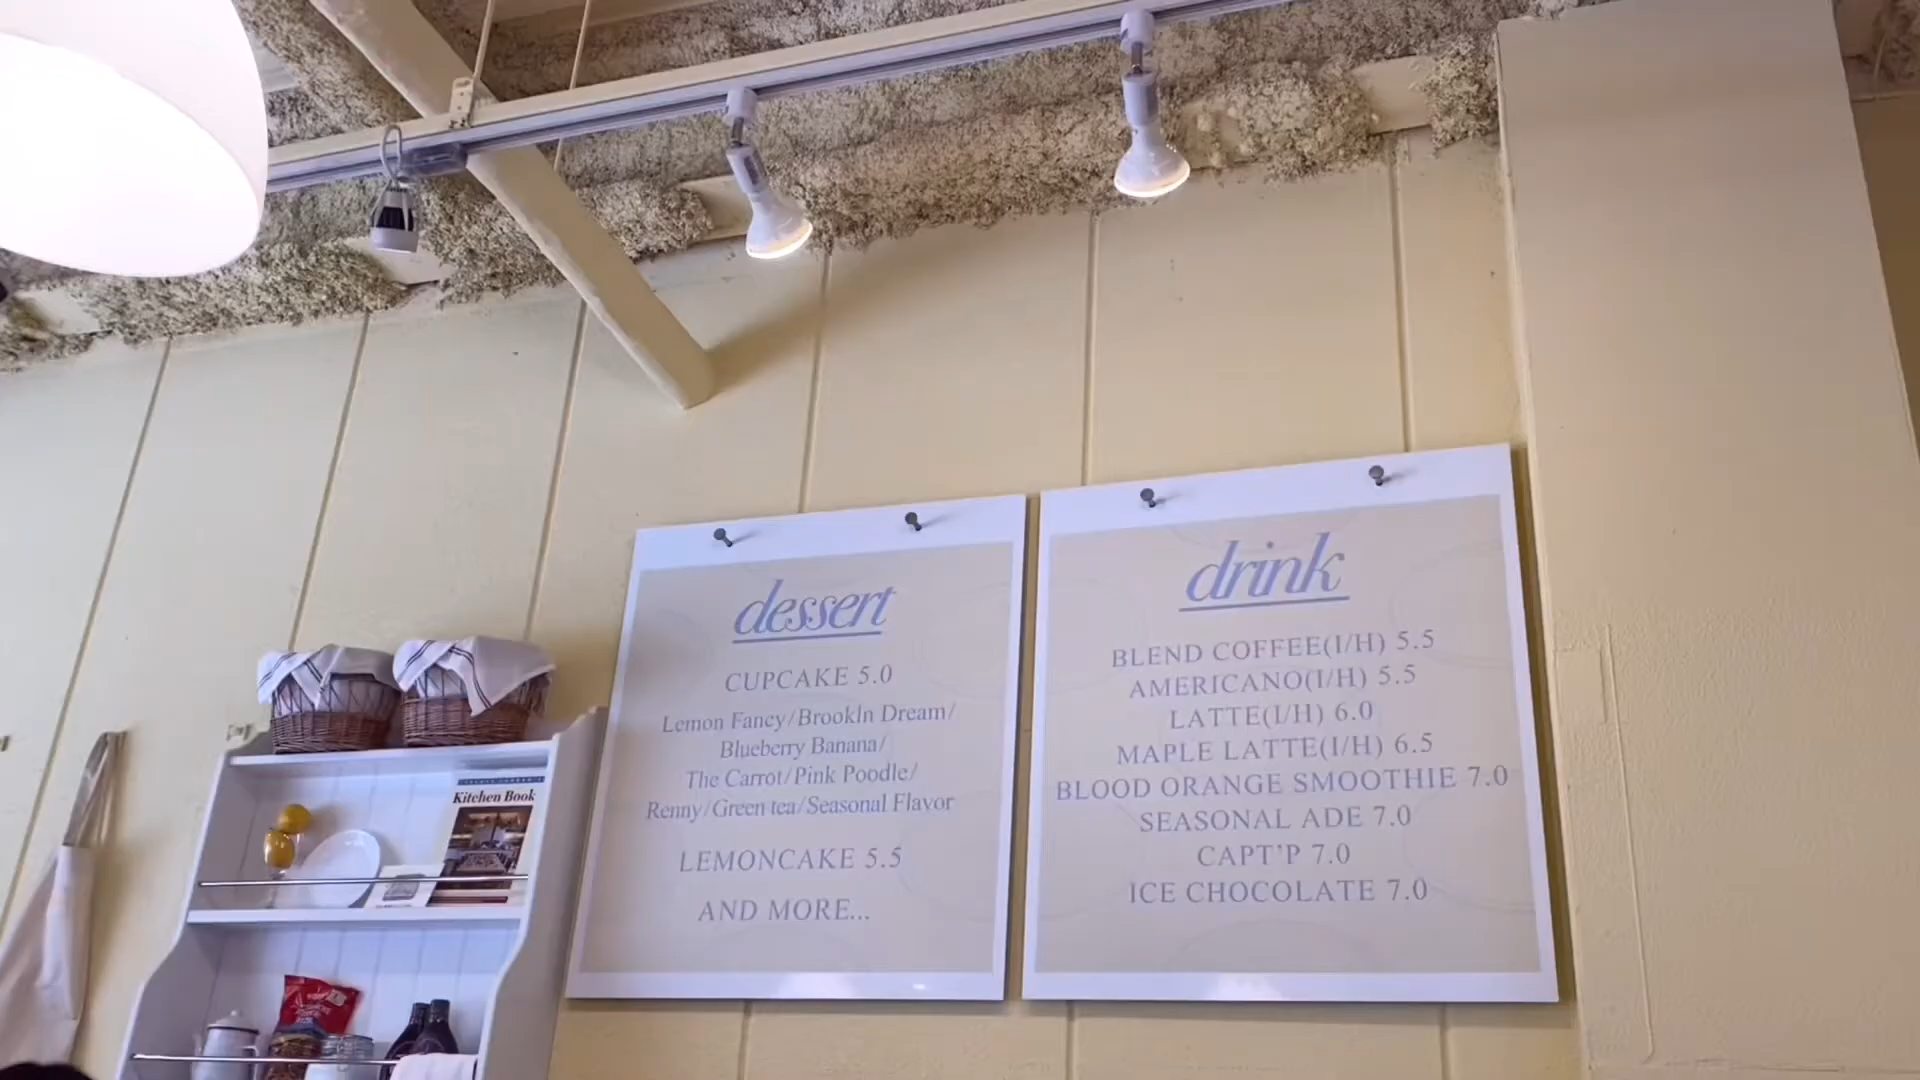 dessert
CUPCAKE 5.0
Lemon Fancy/Brookln Dream/
Blueberry Banana/
The Carrot/Pink Poodle/
Renny/Green tea/Seasonal Flavor
LEMONCAKE 5.5
AND MORE...
drink
BLEND COFFEE(I/H) 5.5
AMERICANO(I/H) 5.5
LATTE(I/H) 6.0
MAPLE LATTE(I/H) 6.5
BLOOD ORANGE SMOOTHIE 7.0
SEASONAL ADE 7.0
CAPT'P 7.0
ICE CHOCOLATE 7.0
Kitchen Book